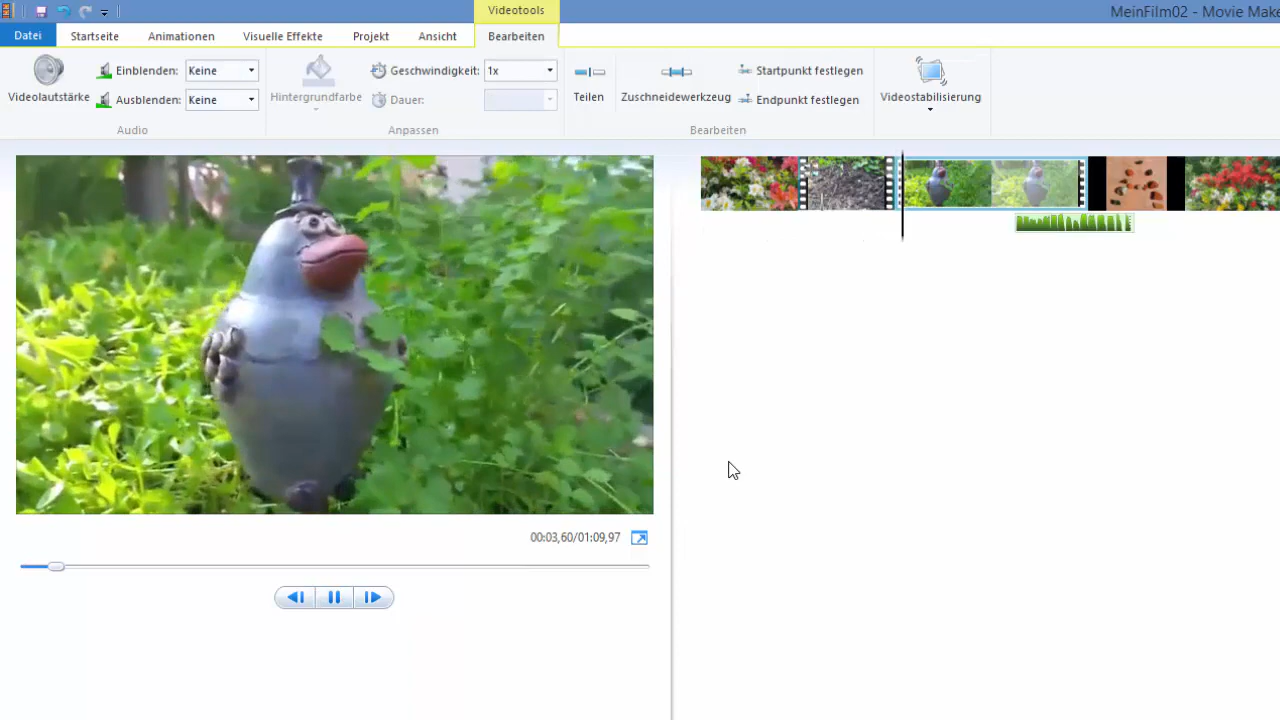 Videotools
MeinFilm02 - Movie Make
Datei Startseite Animationen Visuelle Effekte Projekt Ansicht Bearbeiten
Videolautstärke
Einblenden: Keine
Ausblenden: Keine
Audio
Hintergrundfarbe
Geschwindigkeit: 1x
Dauer:
Anpassen
Teilen
Zuschneidewerkzeug
Startpunkt festlegen
Endpunkt festlegen
Bearbeiten
Videostabilisierung
00:03,60/01:09,97